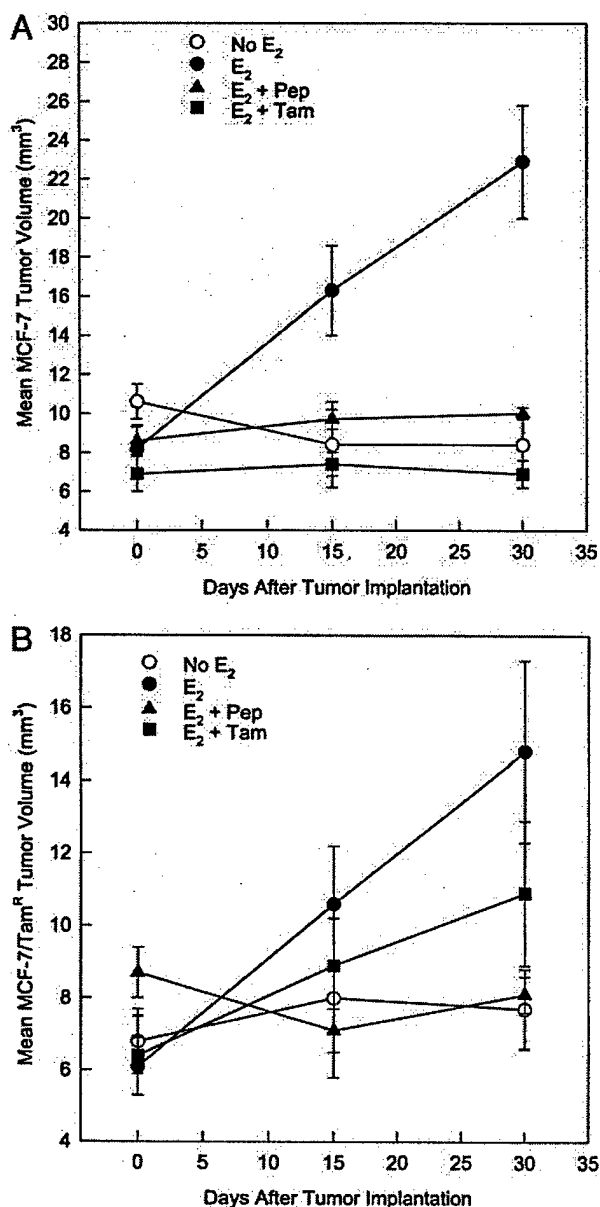 A
Mean MCF-7 Tumor Volume (mm³)
30
28
26
24
22
20
18
16
14
12
10
8
6
4
No E₂
E₂
E₂ + Pep
E₂ + Tam
0 5 10 15 20 25 30 35
Days After Tumor Implantation
B
Mean MCF-7/Tamᴿ Tumor Volume (mm³)
18
16
14
12
10
8
6
4
No E₂
E₂
E₂ + Pep
E₂ + Tam
0 5 10 15 20 25 30 35
Days After Tumor Implantation